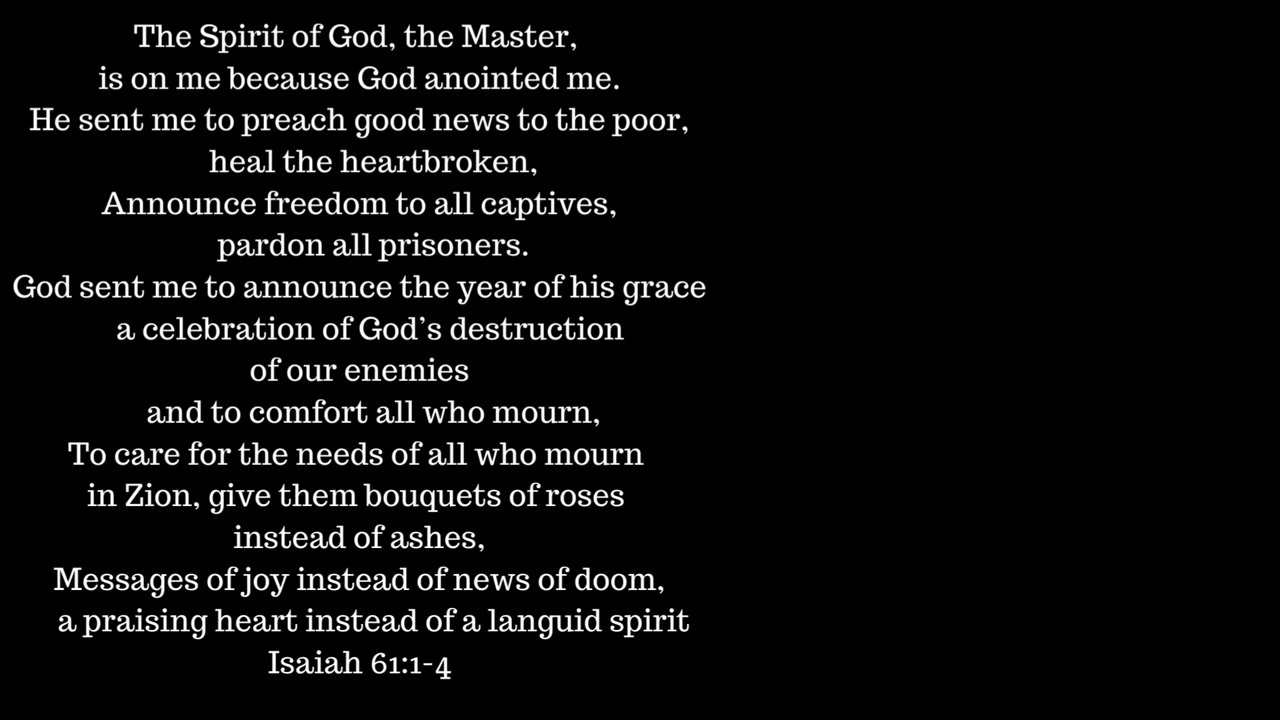 The Spirit of God, the Master,
is on me because God anointed me.
He sent me to preach good news to the poor,
heal the heartbroken,
Announce freedom to all captives,
pardon all prisoners.
God sent me to announce the year of his grace
a celebration of God’s destruction
of our enemies
and to comfort all who mourn,
To care for the needs of all who mourn
in Zion, give them bouquets of roses
instead of ashes,
Messages of joy instead of news of doom,
a praising heart instead of a languid spirit
Isaiah 61:1-4